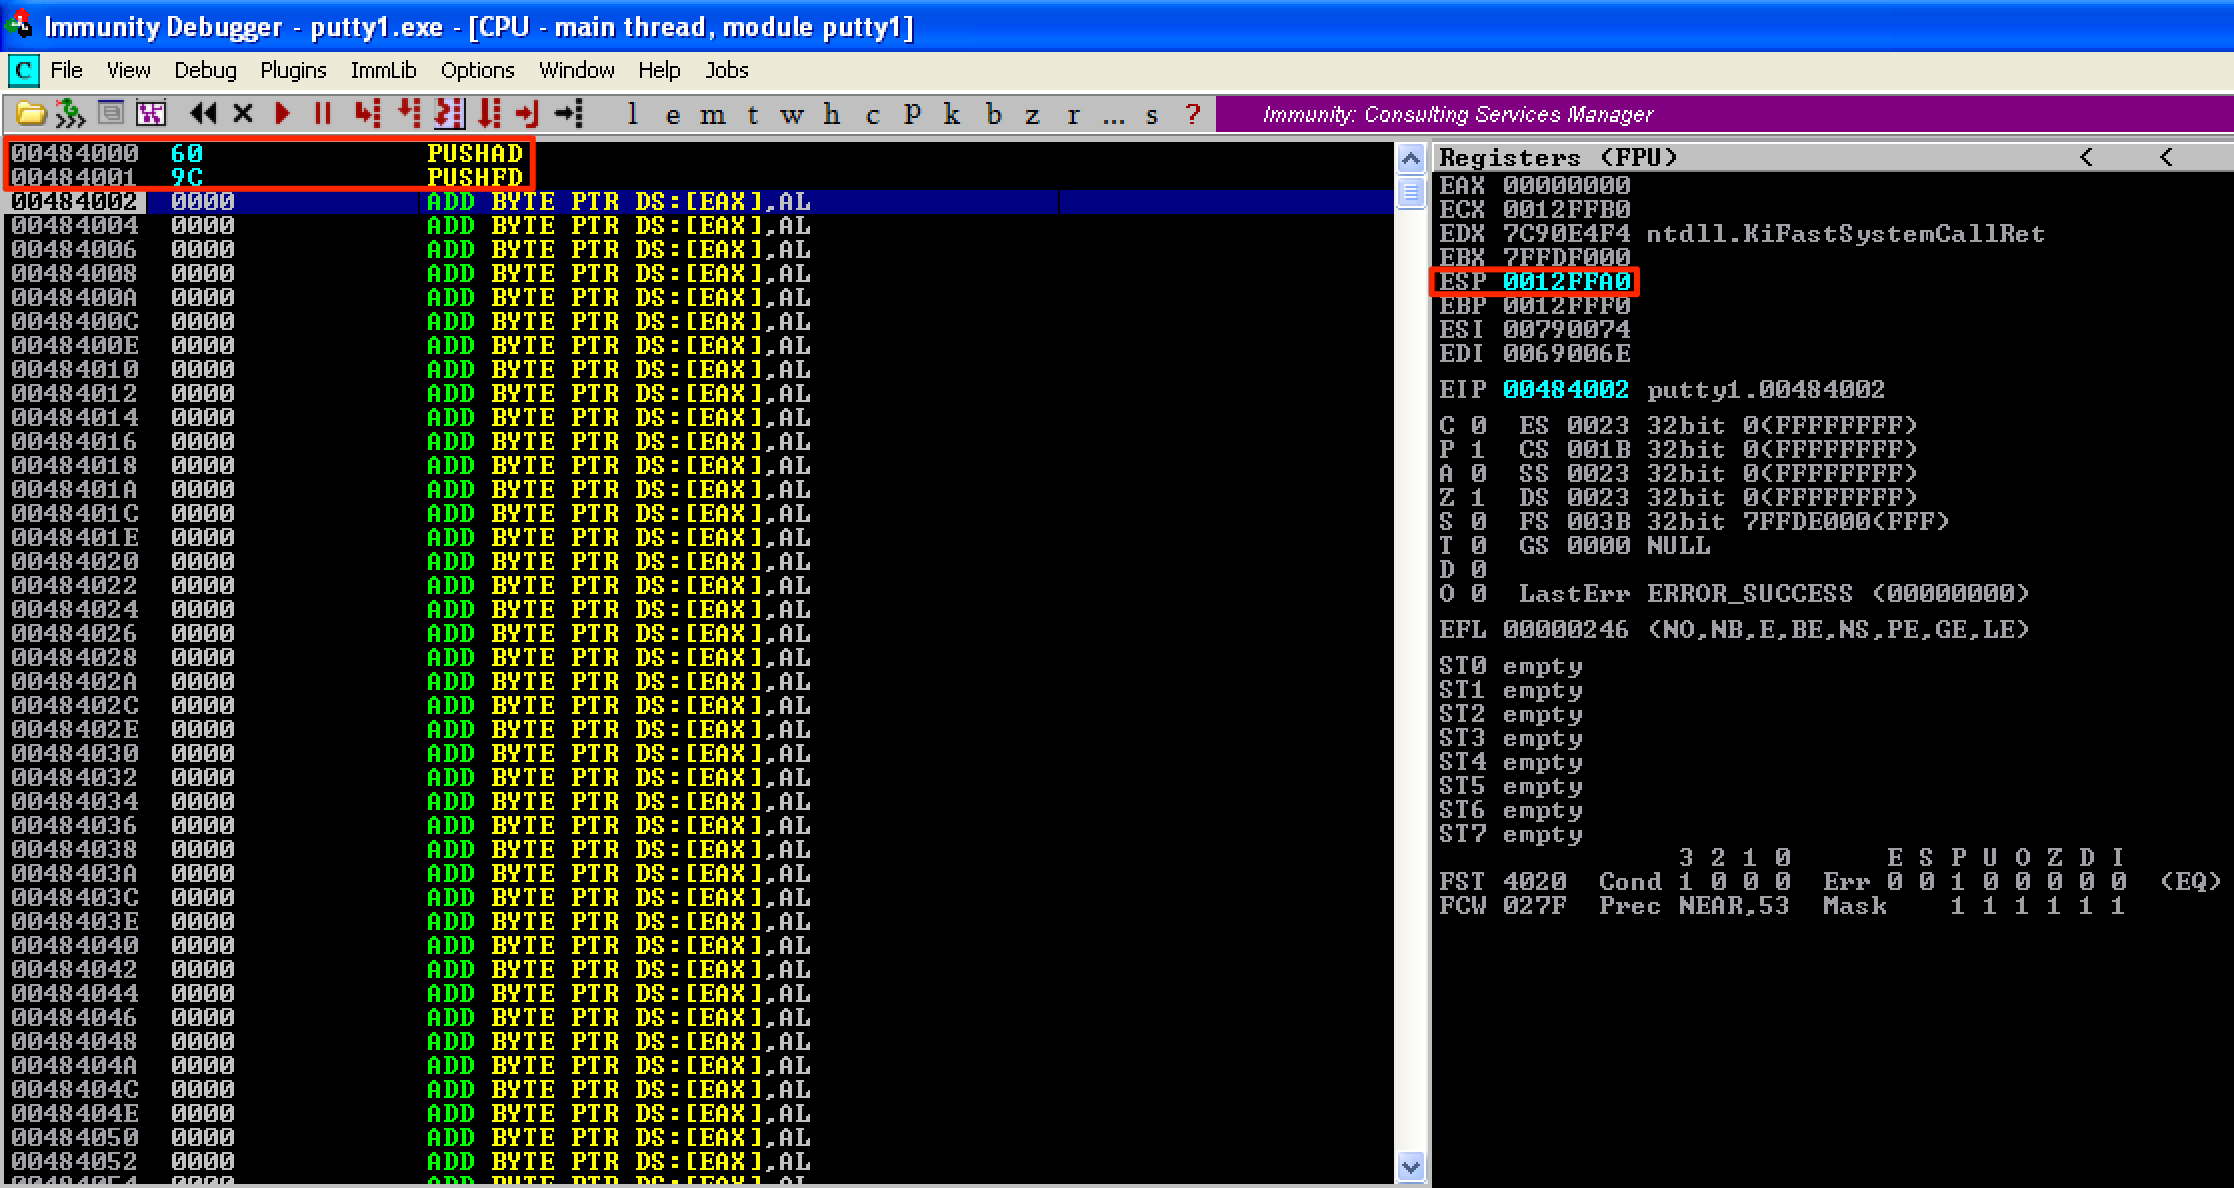 Immunity Debugger - putty1.exe - [CPU - main thread, module putty1]
C File View Debug Plugins ImmLib Options Window Help Jobs
l e m t w h c P k b z r ... s ? Immunity: Consulting Services Manager
00484000 60 PUSHAD
00484001 9C PUSHFD
00484002 0000 ADD BYTE PTR DS:[EAX],AL
00484004 0000 ADD BYTE PTR DS:[EAX],AL
00484006 0000 ADD BYTE PTR DS:[EAX],AL
00484008 0000 ADD BYTE PTR DS:[EAX],AL
0048400A 0000 ADD BYTE PTR DS:[EAX],AL
0048400C 0000 ADD BYTE PTR DS:[EAX],AL
0048400E 0000 ADD BYTE PTR DS:[EAX],AL
00484010 0000 ADD BYTE PTR DS:[EAX],AL
00484012 0000 ADD BYTE PTR DS:[EAX],AL
00484014 0000 ADD BYTE PTR DS:[EAX],AL
00484016 0000 ADD BYTE PTR DS:[EAX],AL
00484018 0000 ADD BYTE PTR DS:[EAX],AL
0048401A 0000 ADD BYTE PTR DS:[EAX],AL
0048401C 0000 ADD BYTE PTR DS:[EAX],AL
0048401E 0000 ADD BYTE PTR DS:[EAX],AL
00484020 0000 ADD BYTE PTR DS:[EAX],AL
00484022 0000 ADD BYTE PTR DS:[EAX],AL
00484024 0000 ADD BYTE PTR DS:[EAX],AL
00484026 0000 ADD BYTE PTR DS:[EAX],AL
00484028 0000 ADD BYTE PTR DS:[EAX],AL
0048402A 0000 ADD BYTE PTR DS:[EAX],AL
0048402C 0000 ADD BYTE PTR DS:[EAX],AL
0048402E 0000 ADD BYTE PTR DS:[EAX],AL
00484030 0000 ADD BYTE PTR DS:[EAX],AL
00484032 0000 ADD BYTE PTR DS:[EAX],AL
00484034 0000 ADD BYTE PTR DS:[EAX],AL
00484036 0000 ADD BYTE PTR DS:[EAX],AL
00484038 0000 ADD BYTE PTR DS:[EAX],AL
0048403A 0000 ADD BYTE PTR DS:[EAX],AL
0048403C 0000 ADD BYTE PTR DS:[EAX],AL
0048403E 0000 ADD BYTE PTR DS:[EAX],AL
00484040 0000 ADD BYTE PTR DS:[EAX],AL
00484042 0000 ADD BYTE PTR DS:[EAX],AL
00484044 0000 ADD BYTE PTR DS:[EAX],AL
00484046 0000 ADD BYTE PTR DS:[EAX],AL
00484048 0000 ADD BYTE PTR DS:[EAX],AL
0048404A 0000 ADD BYTE PTR DS:[EAX],AL
0048404C 0000 ADD BYTE PTR DS:[EAX],AL
0048404E 0000 ADD BYTE PTR DS:[EAX],AL
00484050 0000 ADD BYTE PTR DS:[EAX],AL
00484052 0000 ADD BYTE PTR DS:[EAX],AL
00484054 0000 ADD BYTE PTR DS:[EAX],AL
Registers (FPU) < <
EAX 00000000
ECX 0012FFB0
EDX 7C90E4F4 ntdll.KiFastSystemCallRet
EBX 7FFDF000
ESP 0012FFA0
EBP 0012FFF0
ESI 00790074
EDI 0069006E
EIP 00484002 putty1.00484002
C 0 ES 0023 32bit 0(FFFFFFFF)
P 1 CS 001B 32bit 0(FFFFFFFF)
A 0 SS 0023 32bit 0(FFFFFFFF)
Z 1 DS 0023 32bit 0(FFFFFFFF)
S 0 FS 003B 32bit 7FFDE000(FFF)
T 0 GS 0000 NULL
D 0
O 0 LastErr ERROR_SUCCESS (00000000)
EFL 00000246 (NO,NB,E,BE,NS,PE,GE,LE)
ST0 empty
ST1 empty
ST2 empty
ST3 empty
ST4 empty
ST5 empty
ST6 empty
ST7 empty
3 2 1 0 E S P U O Z D I
FST 4020 Cond 1 0 0 0 Err 0 0 1 0 0 0 0 0 (EQ)
FCW 027F Prec NEAR,53 Mask 1 1 1 1 1 1